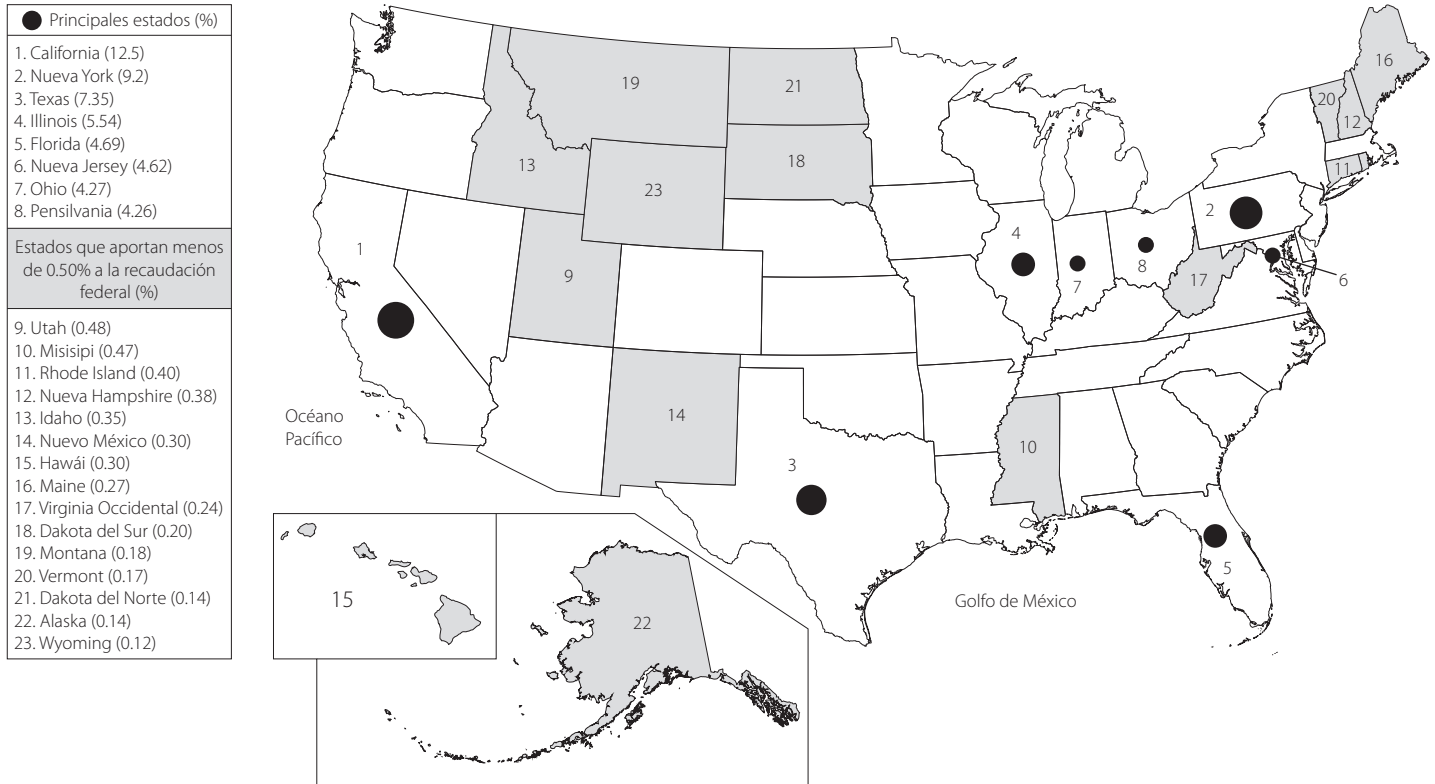 Principales estados (%)
1. California (12.5)
2. Nueva York (9.2)
3. Texas (7.35)
4. Illinois (5.54)
5. Florida (4.69)
6. Nueva Jersey (4.62)
7. Ohio (4.27)
8. Pensilvania (4.26)
Estados que aportan menos
de 0.50% a la recaudación
federal (%)
9. Utah (0.48)
10. Misisipi (0.47)
11. Rhode Island (0.40)
12. Nueva Hampshire (0.38)
13. Idaho (0.35)
14. Nuevo México (0.30)
15. Hawái (0.30)
16. Maine (0.27)
17. Virginia Occidental (0.24)
18. Dakota del Sur (0.20)
19. Montana (0.18)
20. Vermont (0.17)
21. Dakota del Norte (0.14)
22. Alaska (0.14)
23. Wyoming (0.12)
16
19
21
20
12
13
18
11
23
2
4
1
8
9
17
6
7
Océano
Pacífico
14
10
3
5
15
Golfo de México
22